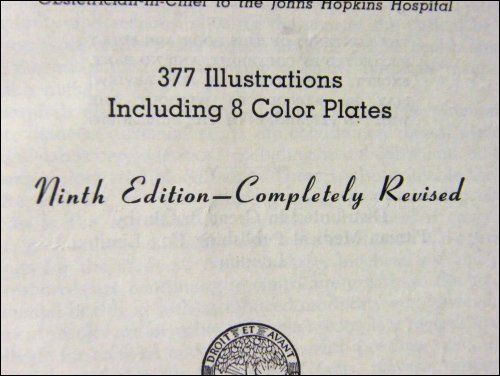 Obstetrician-in-Chief to the Johns Hopkins Hospital
377 Illustrations
Including 8 Color Plates
Ninth Edition—Completely Revised
DROIT ET AVANT